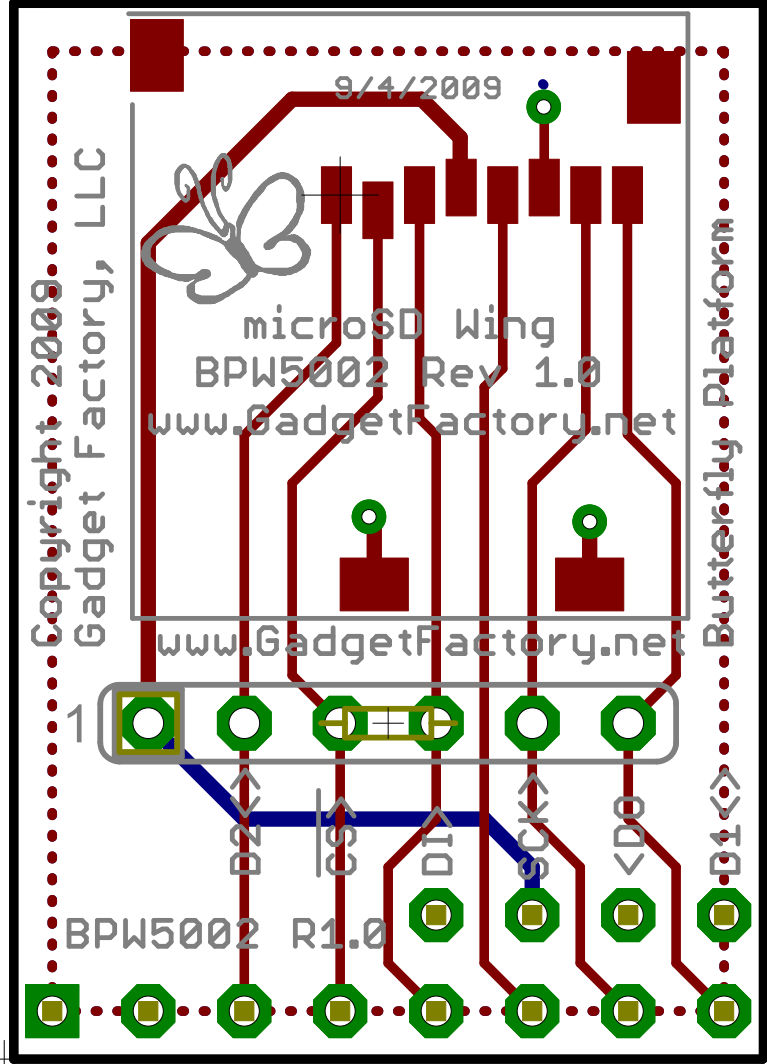 9/4/2009
microSD Wing
BPW5002 Rev 1.0
www.GadgetFactory.net
Copyright 2009
Gadget Factory, LLC
Butterfly Platform
www.GadgetFactory.net
1
D2<>
CS>
DI>
SCK>
<DO
D1<>
BPW5002 R1.0